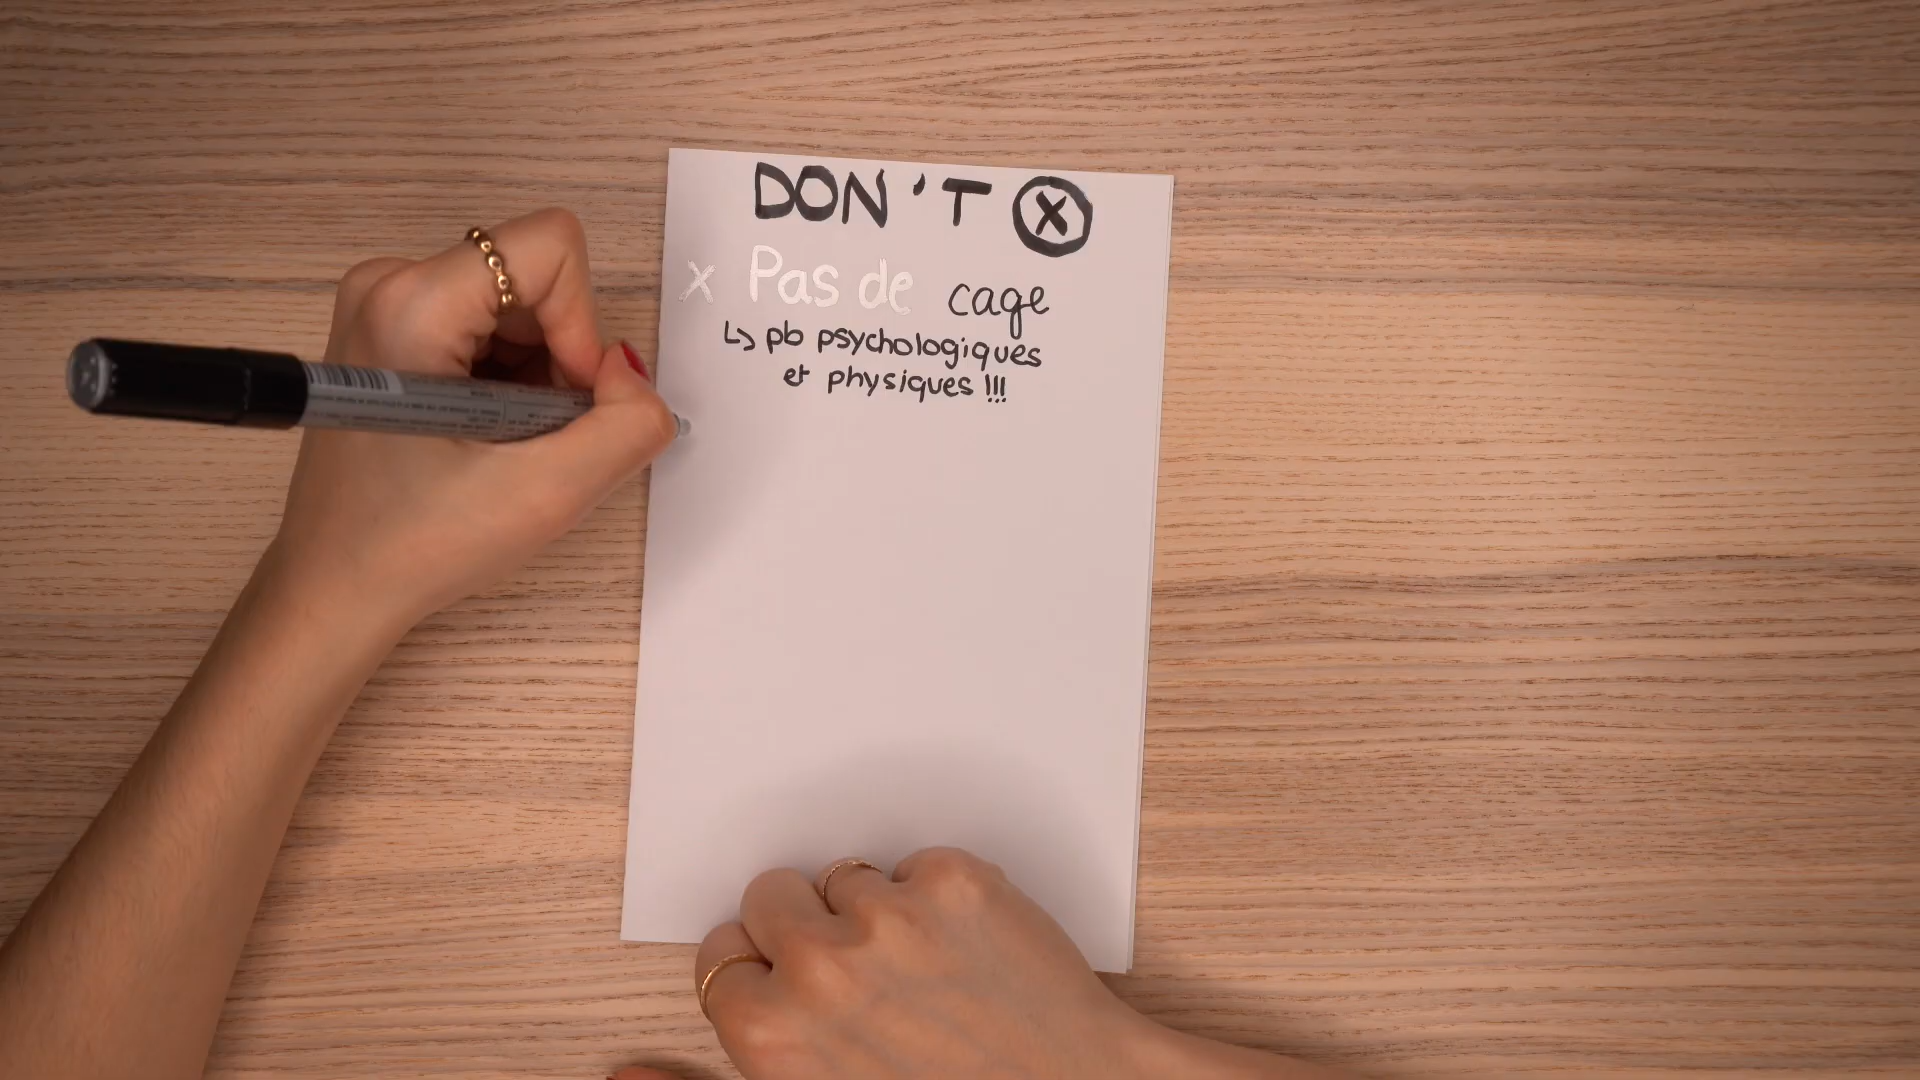 DON'T ⓧ
x Pas de cage
↳ pb psychologiques
et physiques !!!